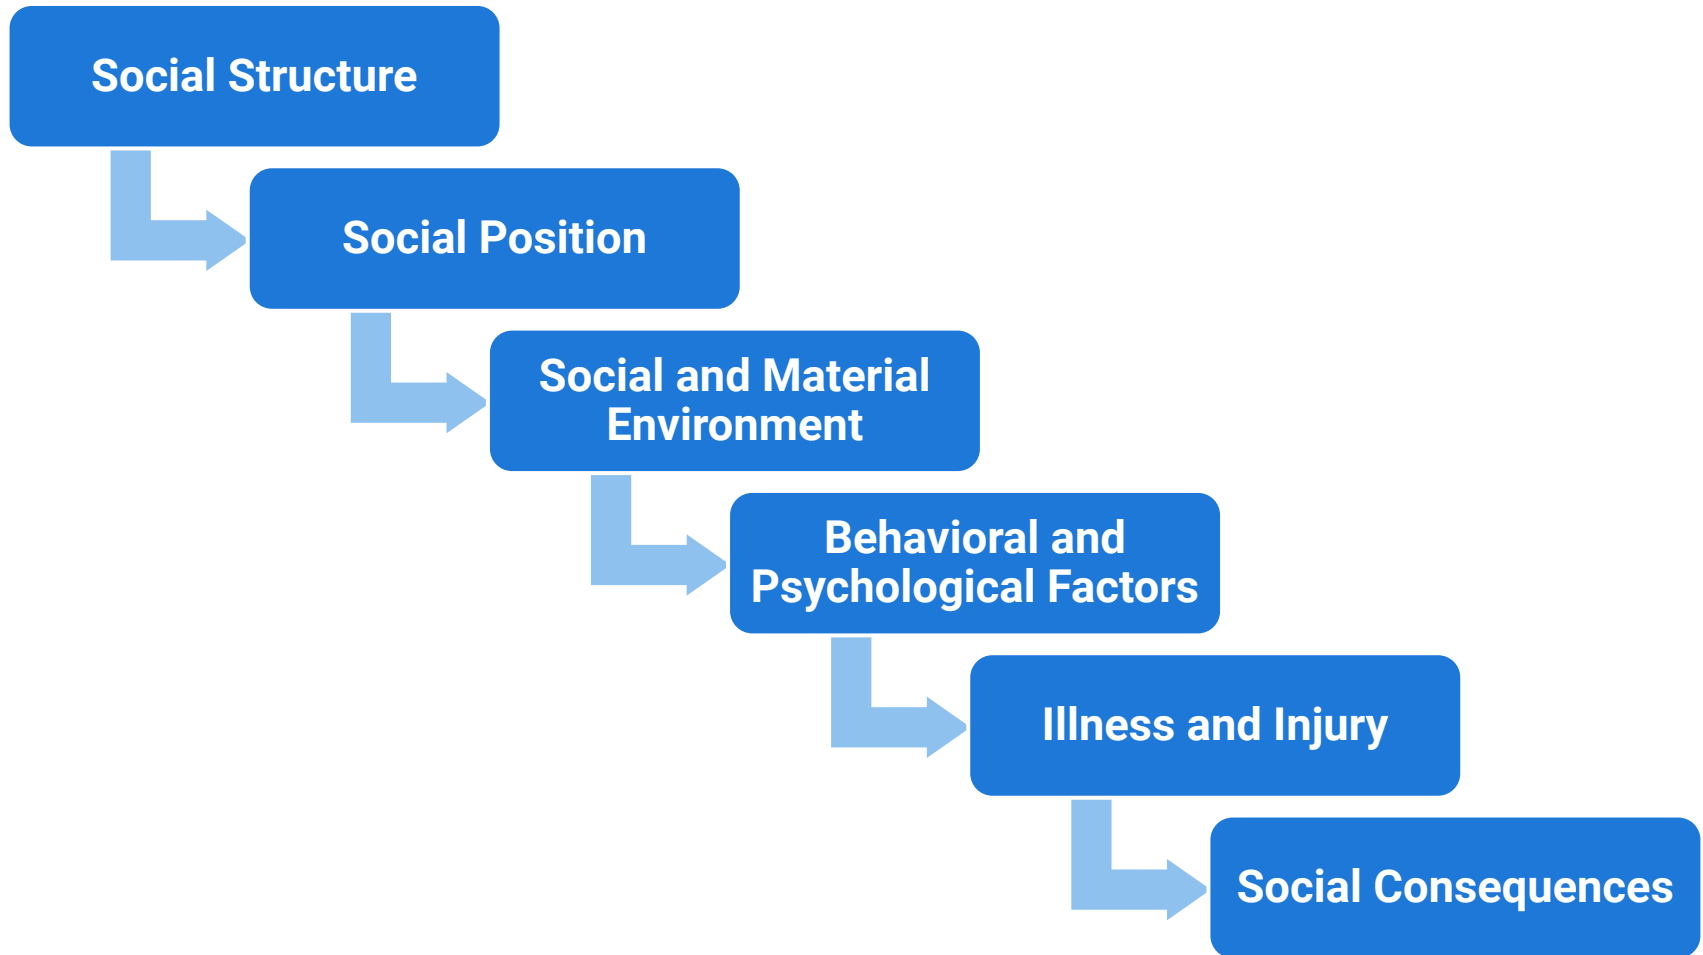 Social Structure
Social Position
Social and Material
Environment
Behavioral and
Psychological Factors
Illness and Injury
Social Consequences